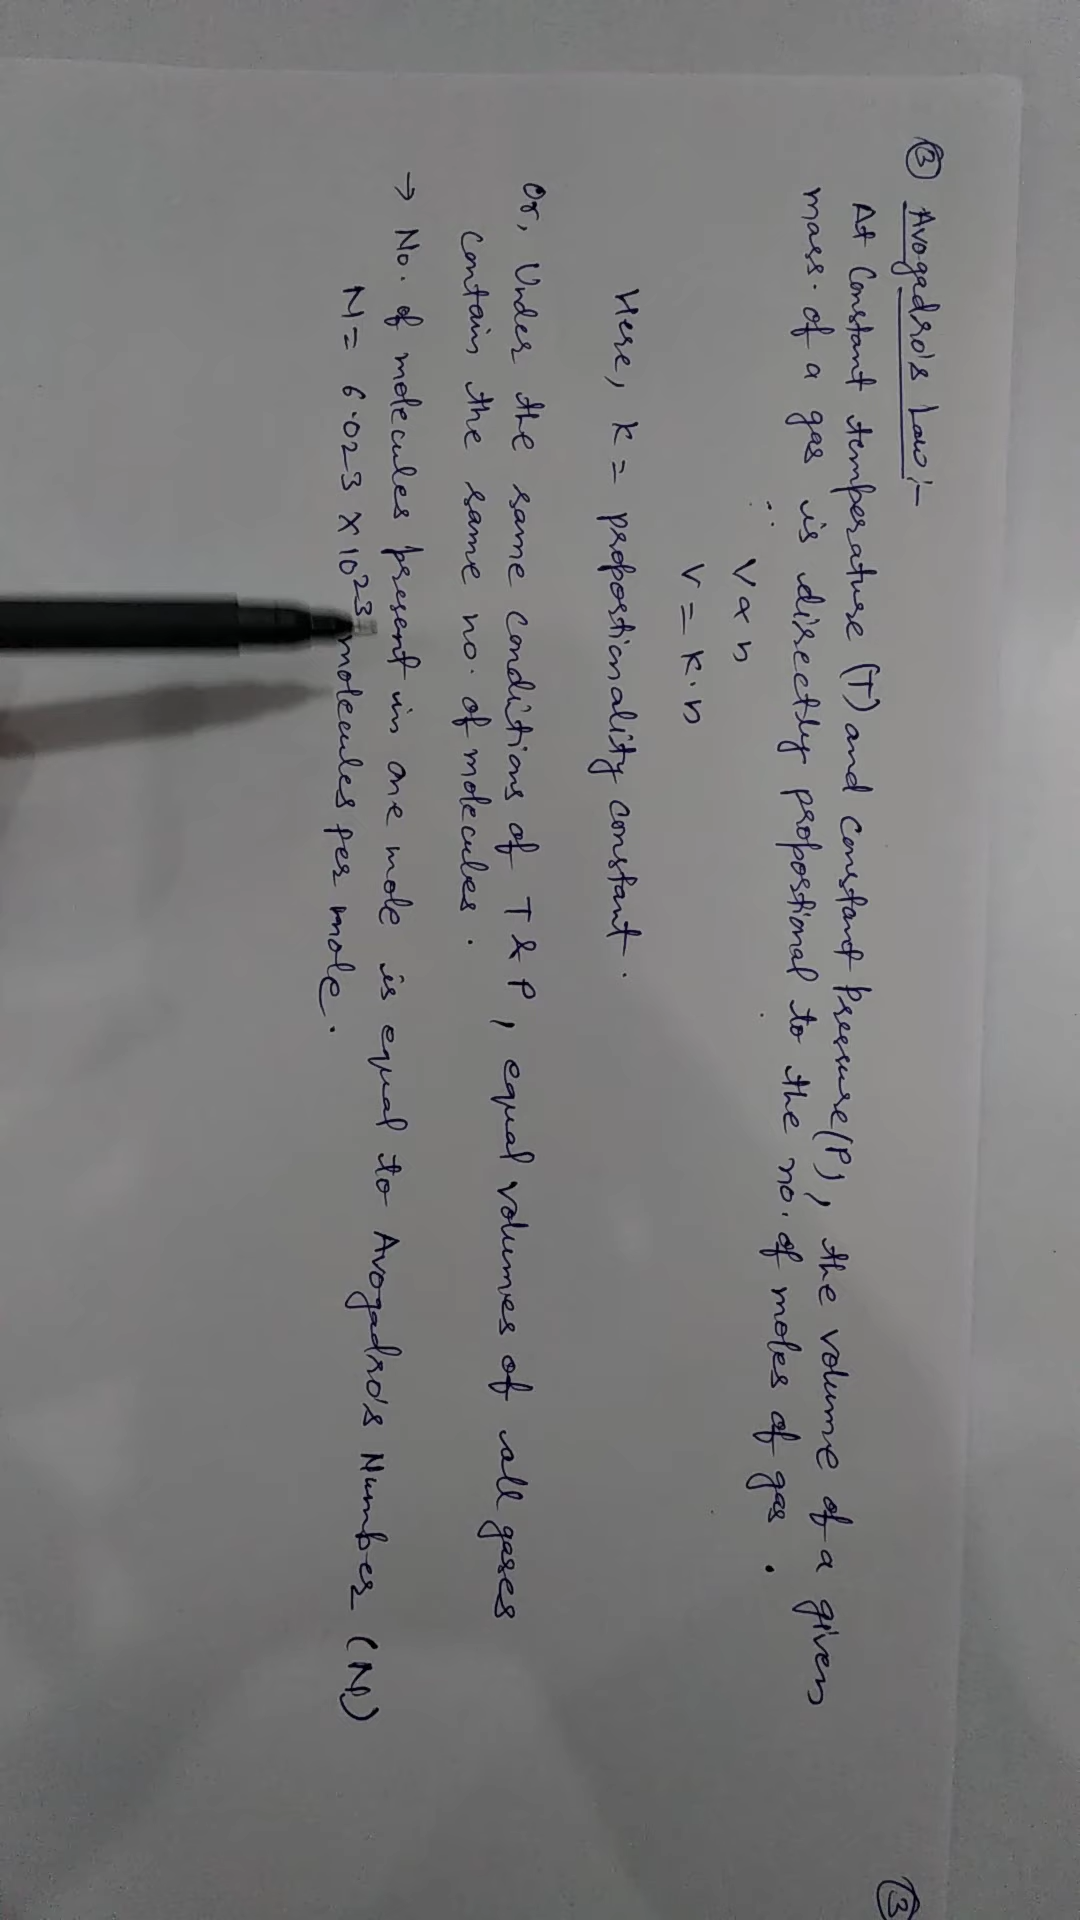 13
③ Avogadro's Law:-
At Constant temperature (T) and constant Pressure (P), the volume of a given
mass. of a gas is directly proportional to the no. of moles of gas.
∴ V ∝ n
V = K.n
Here, K = proportionality constant.
Or, Under the same conditions of T & P, equal volumes of all gases
contain the same no. of molecules.
→ No. of molecules present in one mole is equal to Avogadro's Number (N)
N = 6.023 × 10²³ molecules per mole.